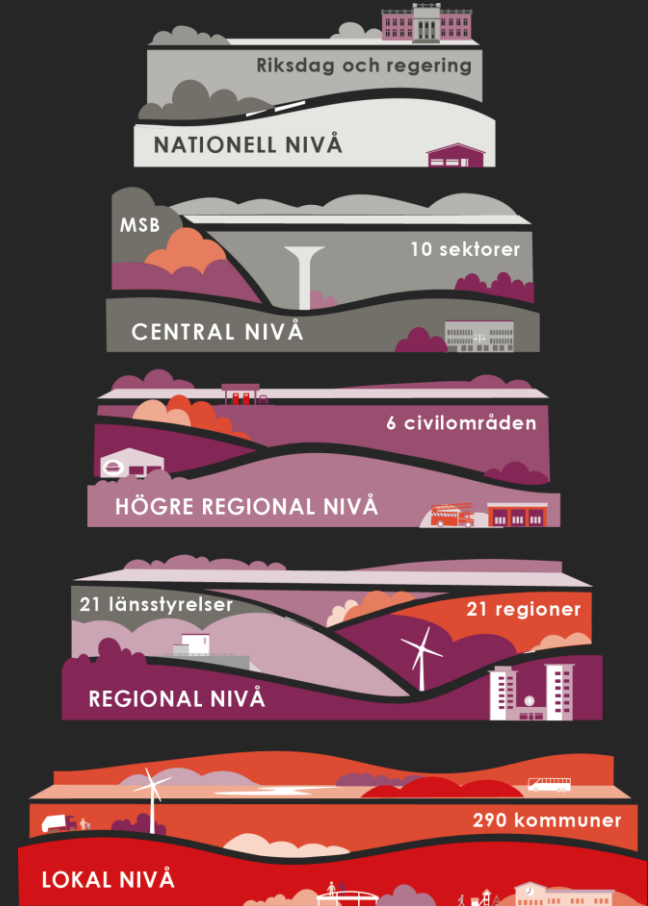 Riksdag och regering
NATIONELL NIVÅ
MSB
10 sektorer
CENTRAL NIVÅ
6 civilområden
HÖGRE REGIONAL NIVÅ
21 länsstyrelser
21 regioner
REGIONAL NIVÅ
290 kommuner
LOKAL NIVÅ